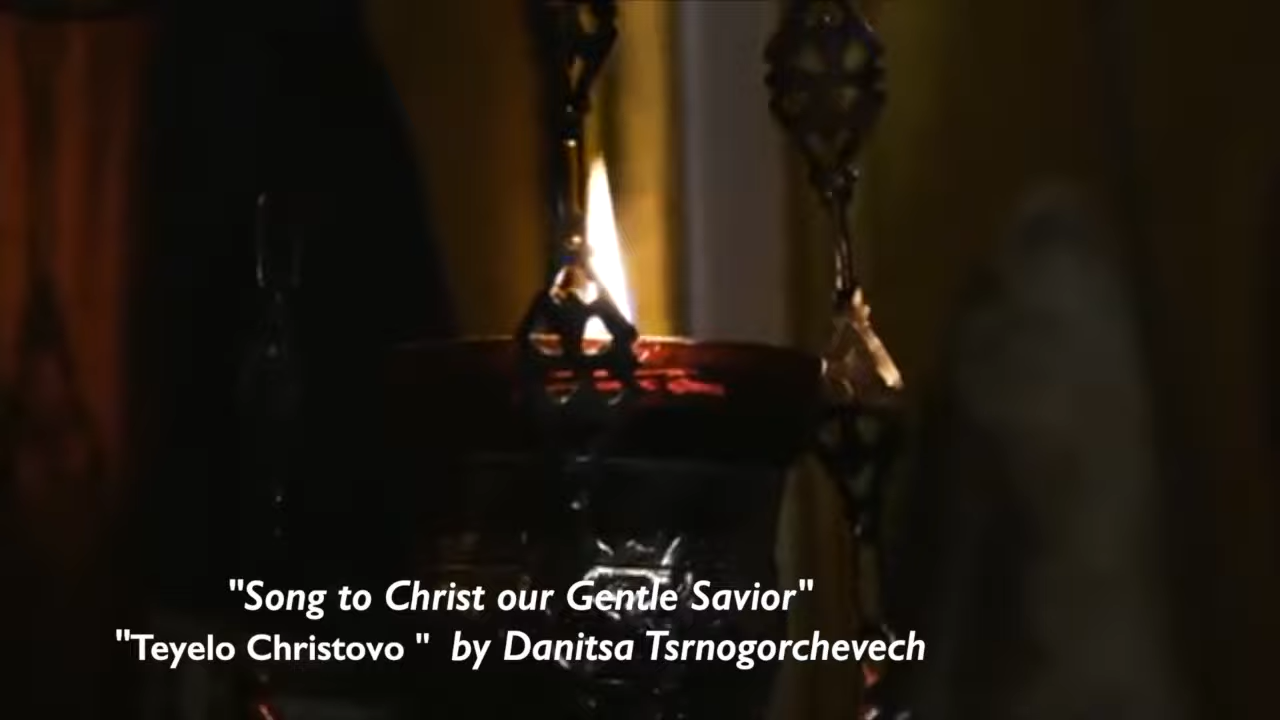 "Song to Christ our Gentle Savior"
"Teyelo Christovo " by Danitsa Tsrnogorchevech